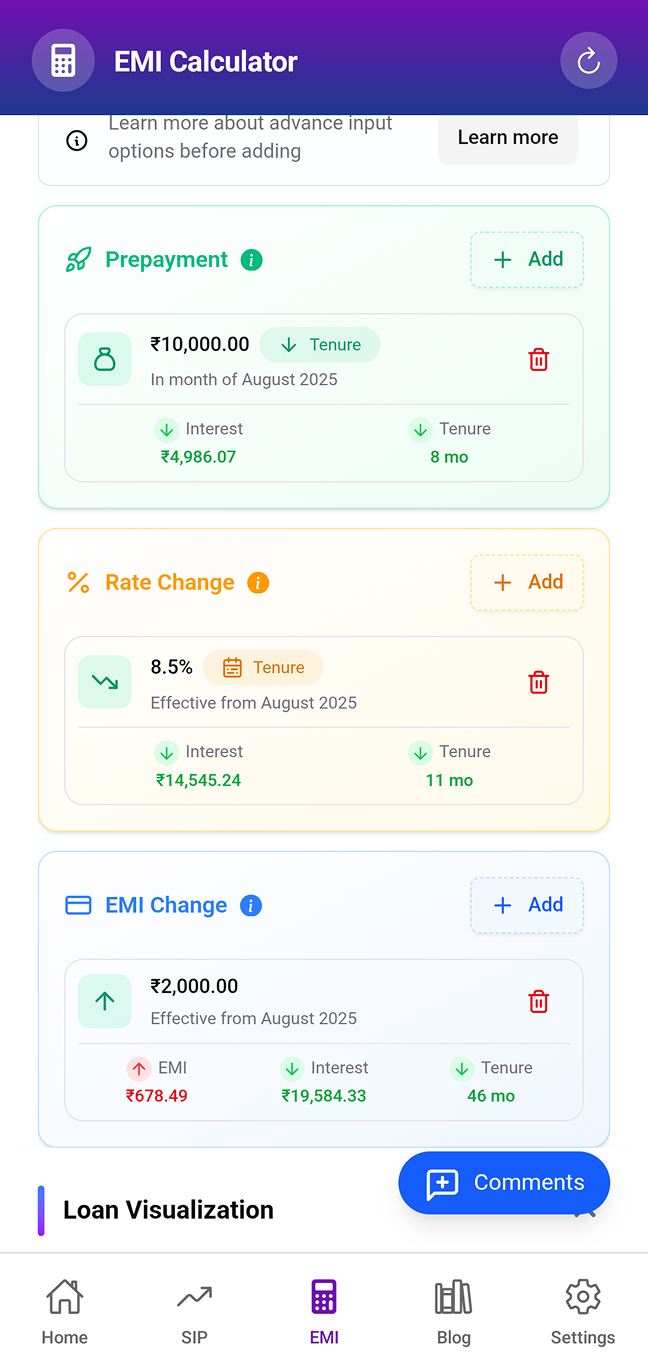 EMI Calculator
Learn more about advance input
options before adding
Learn more
Prepayment
Add
₹10,000.00
Tenure
In month of August 2025
Interest
Tenure
₹4,986.07
8 mo
Rate Change
Add
8.5%
Tenure
Effective from August 2025
Interest
Tenure
₹14,545.24
11 mo
EMI Change
Add
₹2,000.00
Effective from August 2025
EMI
Interest
Tenure
₹678.49
₹19,584.33
46 mo
Comments
Loan Visualization
Home
SIP
EMI
Blog
Settings